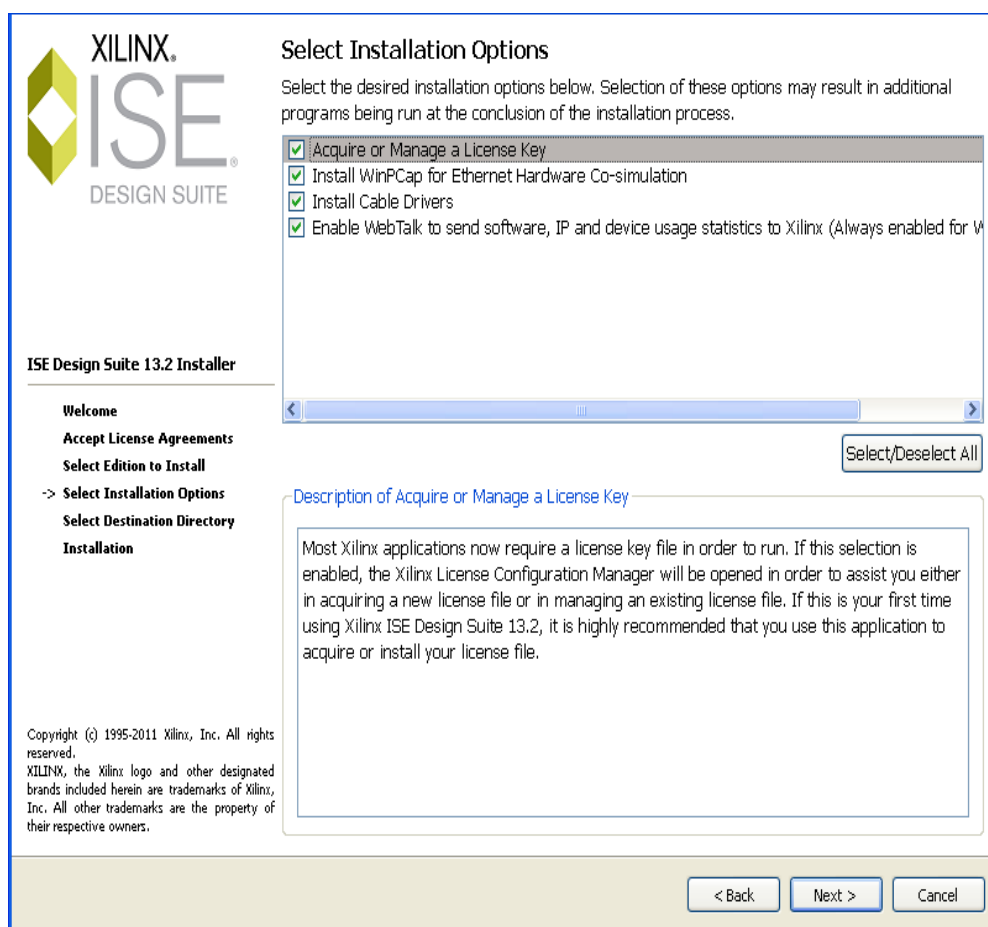 XILINX®
ISE®
DESIGN SUITE
ISE Design Suite 13.2 Installer
Welcome
Accept License Agreements
Select Edition to Install
-> Select Installation Options
Select Destination Directory
Installation
Copyright (c) 1995-2011 Xilinx, Inc. All rights
reserved.
XILINX, the Xilinx logo and other designated
brands included herein are trademarks of Xilinx,
Inc. All other trademarks are the property of
their respective owners.
Select Installation Options
Select the desired installation options below. Selection of these options may result in additional
programs being run at the conclusion of the installation process.
Acquire or Manage a License Key
Install WinPCap for Ethernet Hardware Co-simulation
Install Cable Drivers
Enable WebTalk to send software, IP and device usage statistics to Xilinx (Always enabled for
Select/Deselect All
Description of Acquire or Manage a License Key
Most Xilinx applications now require a license key file in order to run. If this selection is
enabled, the Xilinx License Configuration Manager will be opened in order to assist you either
in acquiring a new license file or in managing an existing license file. If this is your first time
using Xilinx ISE Design Suite 13.2, it is highly recommended that you use this application to
acquire or install your license file.
< Back
Next >
Cancel